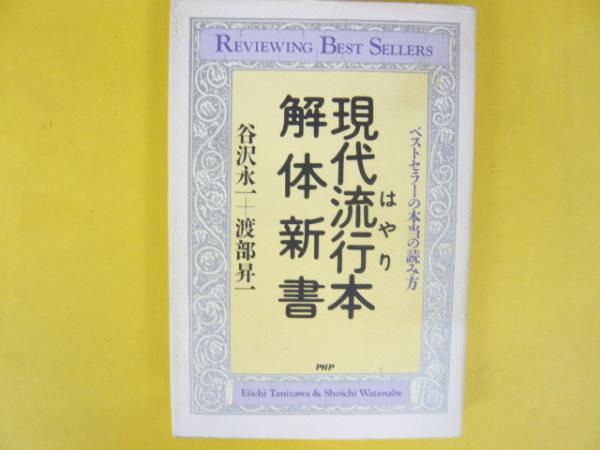 REVIEWING BEST SELLERS
ベストセラーの本当の読み方
現代流行本
はやり
解体新書
谷沢永一+渡部昇一
PHP
Eiichi Tanizawa & Shoichi Watanabe